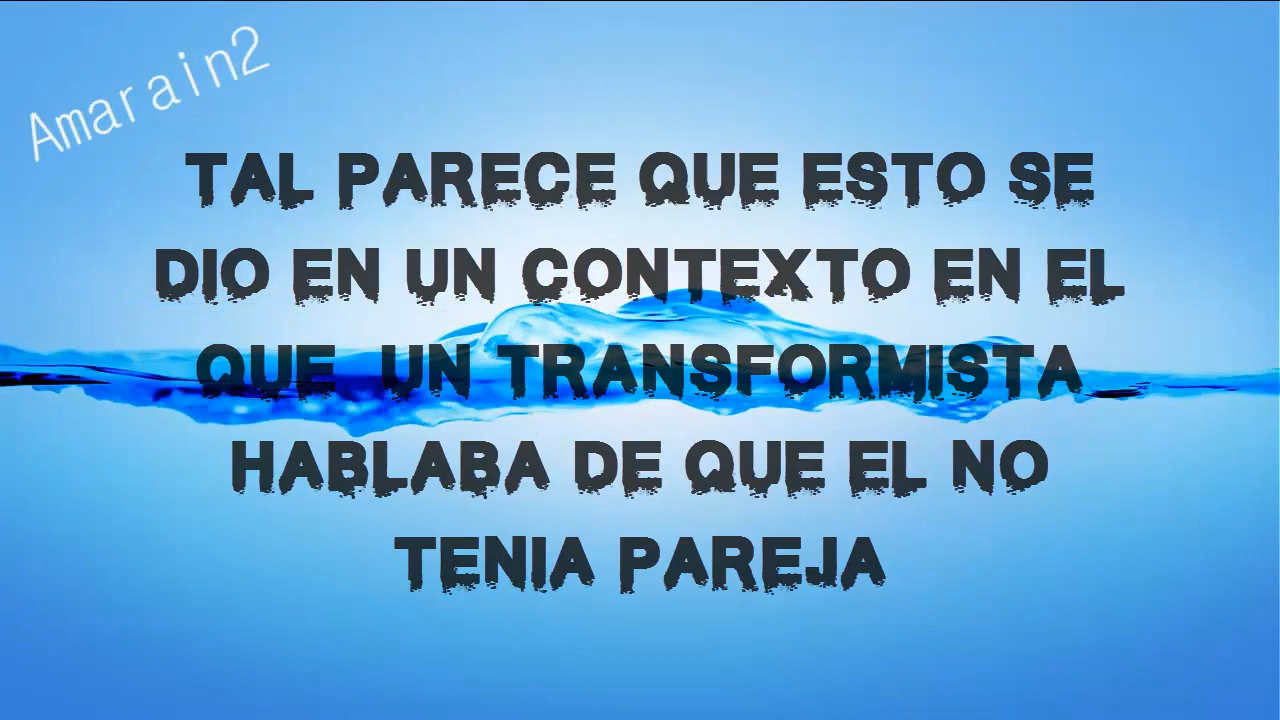 Amarain2
TAL PARECE QUE ESTO SE
DIO EN UN CONTEXTO EN EL
QUE UN TRANSFORMISTA
HABLABA DE QUE EL NO
TENIA PAREJA